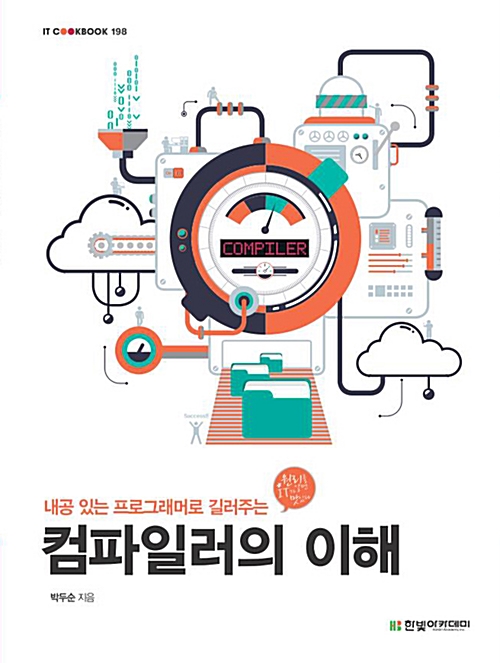 IT COOKBOOK 198
COMPILER
Success!!
내공 있는 프로그래머로 길러주는
컴파일러의 이해
박두순 지음
한빛아카데미